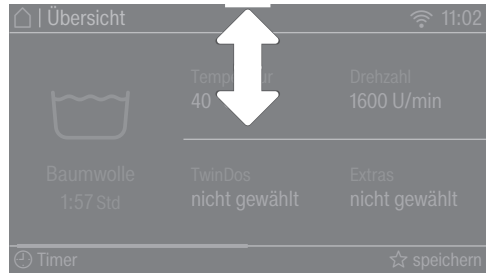 | Übersicht 11:02
Temperatur Drehzahl
40 1600 U/min
Baumwolle TwinDos Extras
1:57 Std nicht gewählt nicht gewählt
Timer speichern